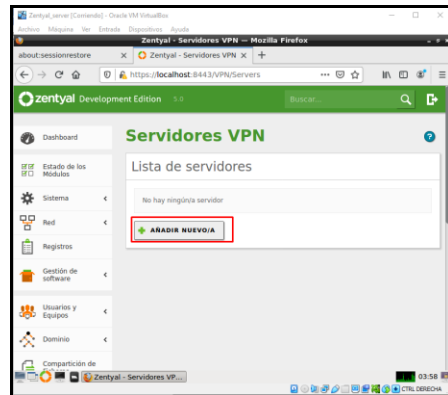 Zentyal_server [Corriendo] - Oracle VM VirtualBox
Archivo Máquina Ver Entrada Dispositivos Ayuda
Zentyal - Servidores VPN — Mozilla Firefox
about:sessionrestore
Zentyal - Servidores VPN
https://localhost:8443/VPN/Servers
zentyal Development Edition 5.0
Buscar...
Servidores VPN
Dashboard
Estado de los Módulos
Sistema
Red
Registros
Gestión de software
Usuarios y Equipos
Dominio
Compartición de
Lista de servidores
No hay ningún/a servidor
AÑADIR NUEVO/A
Zentyal - Servidores VP...
03:58
CTRL DERECHA